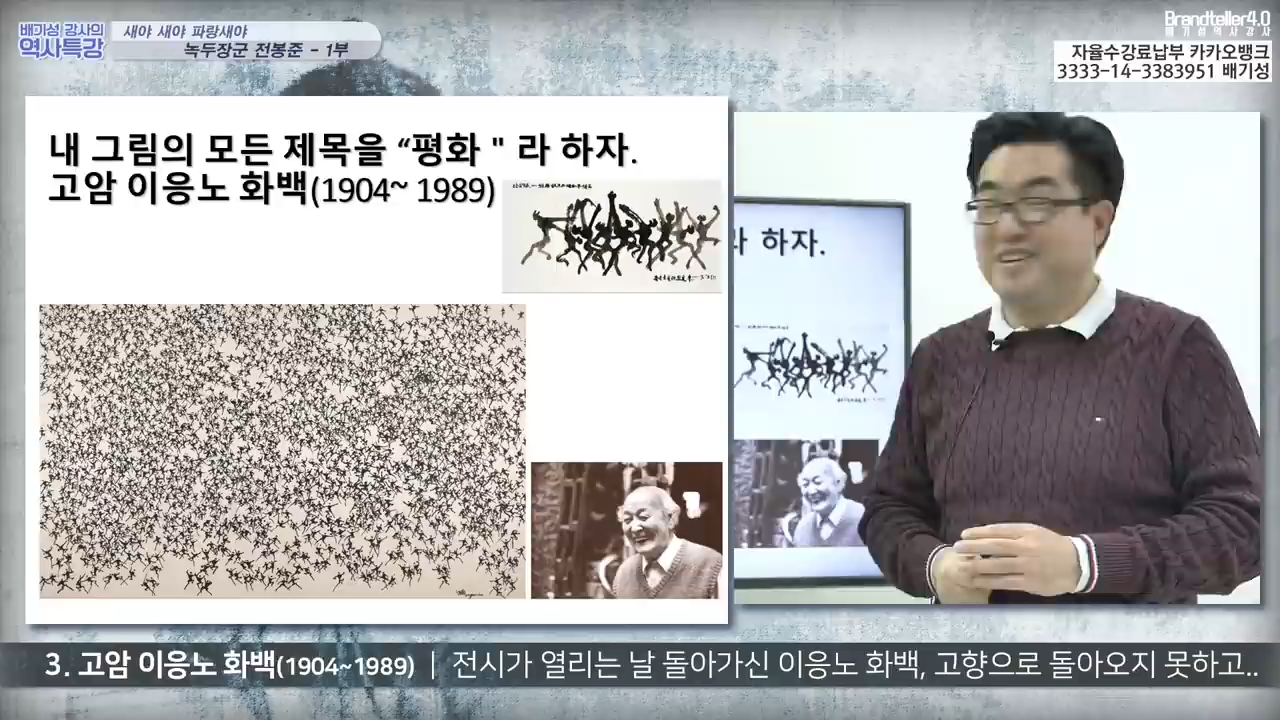 배기성 강사의
역사특강
새야 새야 파랑새야
녹두장군 전봉준 - 1부
Brandteller4.0
배기성역사강사
자율수강료납부 카카오뱅크
3333-14-3383951 배기성
내 그림의 모든 제목을 “평화 " 라 하자.
고암 이응노 화백(1904~ 1989)
라 하자.
3. 고암 이응노 화백(1904~1989) | 전시가 열리는 날 돌아가신 이응노 화백, 고향으로 돌아오지 못하고..